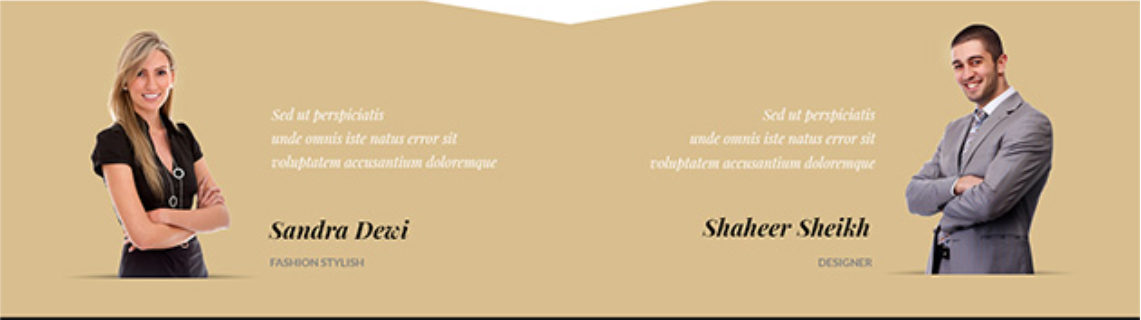 Sed ut perspiciatis
unde omnis iste natus error sit
voluptatem accusantium doloremque
Sandra Dewi
FASHION STYLISH
Sed ut perspiciatis
unde omnis iste natus error sit
voluptatem accusantium doloremque
Shaheer Sheikh
DESIGNER